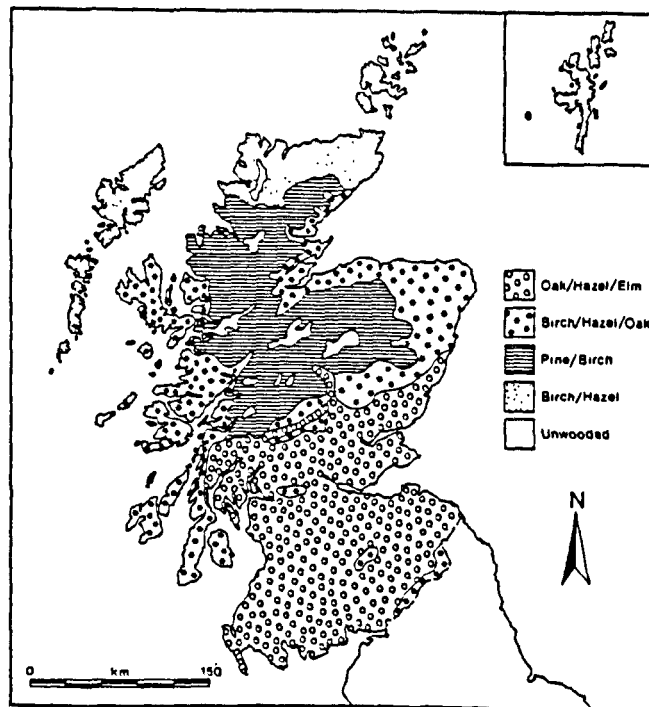 Oak/Hazel/Elm
Birch/Hazel/Oak
Pine/Birch
Birch/Hazel
Unwooded
N
0 km 150